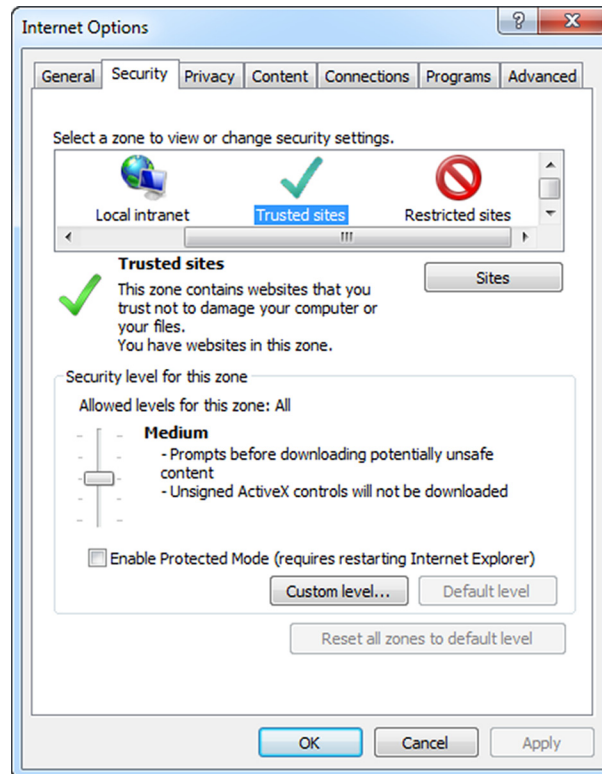 Internet Options
General Security Privacy Content Connections Programs Advanced
Select a zone to view or change security settings.
Local intranet Trusted sites Restricted sites
Trusted sites
Sites
This zone contains websites that you
trust not to damage your computer or
your files.
You have websites in this zone.
Security level for this zone
Allowed levels for this zone: All
Medium
- Prompts before downloading potentially unsafe
content
- Unsigned ActiveX controls will not be downloaded
Enable Protected Mode (requires restarting Internet Explorer)
Custom level... Default level
Reset all zones to default level
OK Cancel Apply